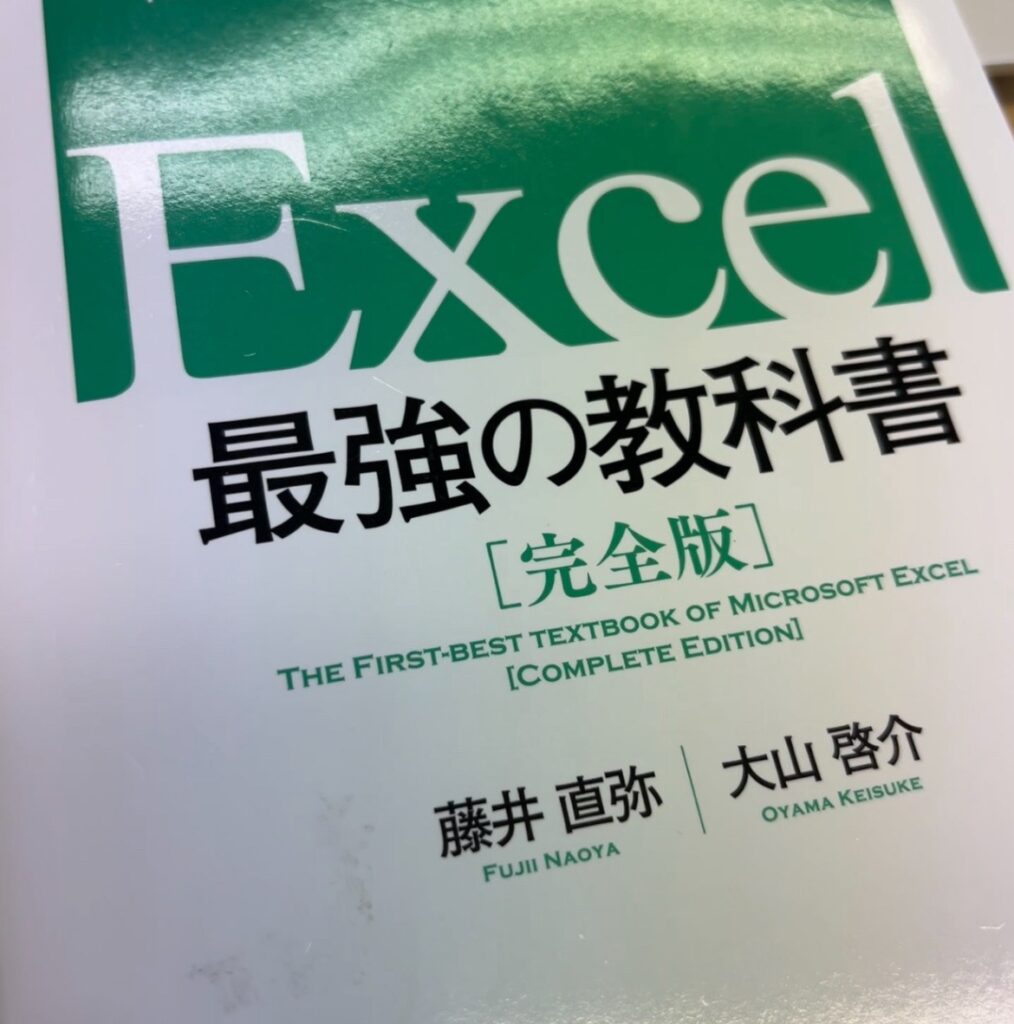 Excel
最強の教科書
[完全版]
THE FIRST-BEST TEXTBOOK OF MICROSOFT EXCEL
[COMPLETE EDITION]
藤井 直弥 | 大山 啓介
FUJII NAOYA OYAMA KEISUKE